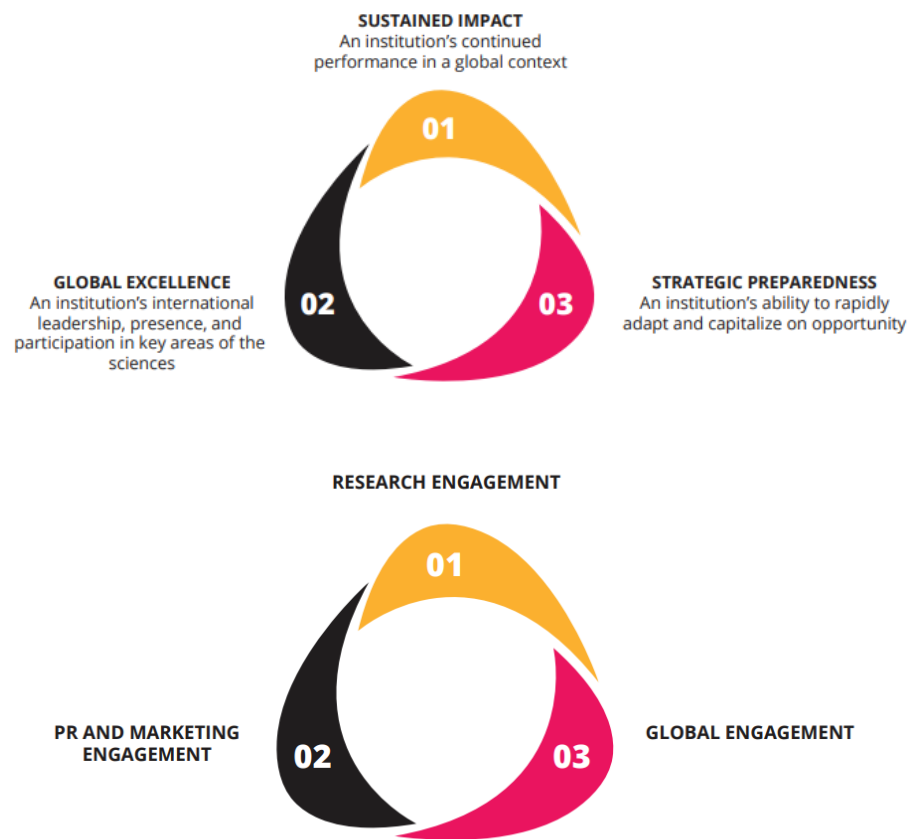 SUSTAINED IMPACT
An institution's continued
performance in a global context
01
GLOBAL EXCELLENCE
An institution's international
leadership, presence, and
participation in key areas of the
sciences
02
03
STRATEGIC PREPAREDNESS
An institution's ability to rapidly
adapt and capitalize on opportunity
RESEARCH ENGAGEMENT
01
PR AND MARKETING
ENGAGEMENT
02
03
GLOBAL ENGAGEMENT